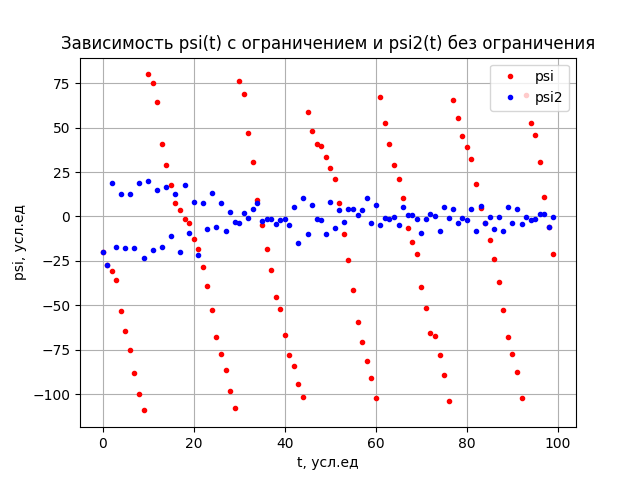 Зависимость psi(t) с ограничением и psi2(t) без ограничения
psi
psi2
75
50
25
0
−25
−50
−75
−100
psi, усл.ед
0
20
40
60
80
100
t, усл.ед